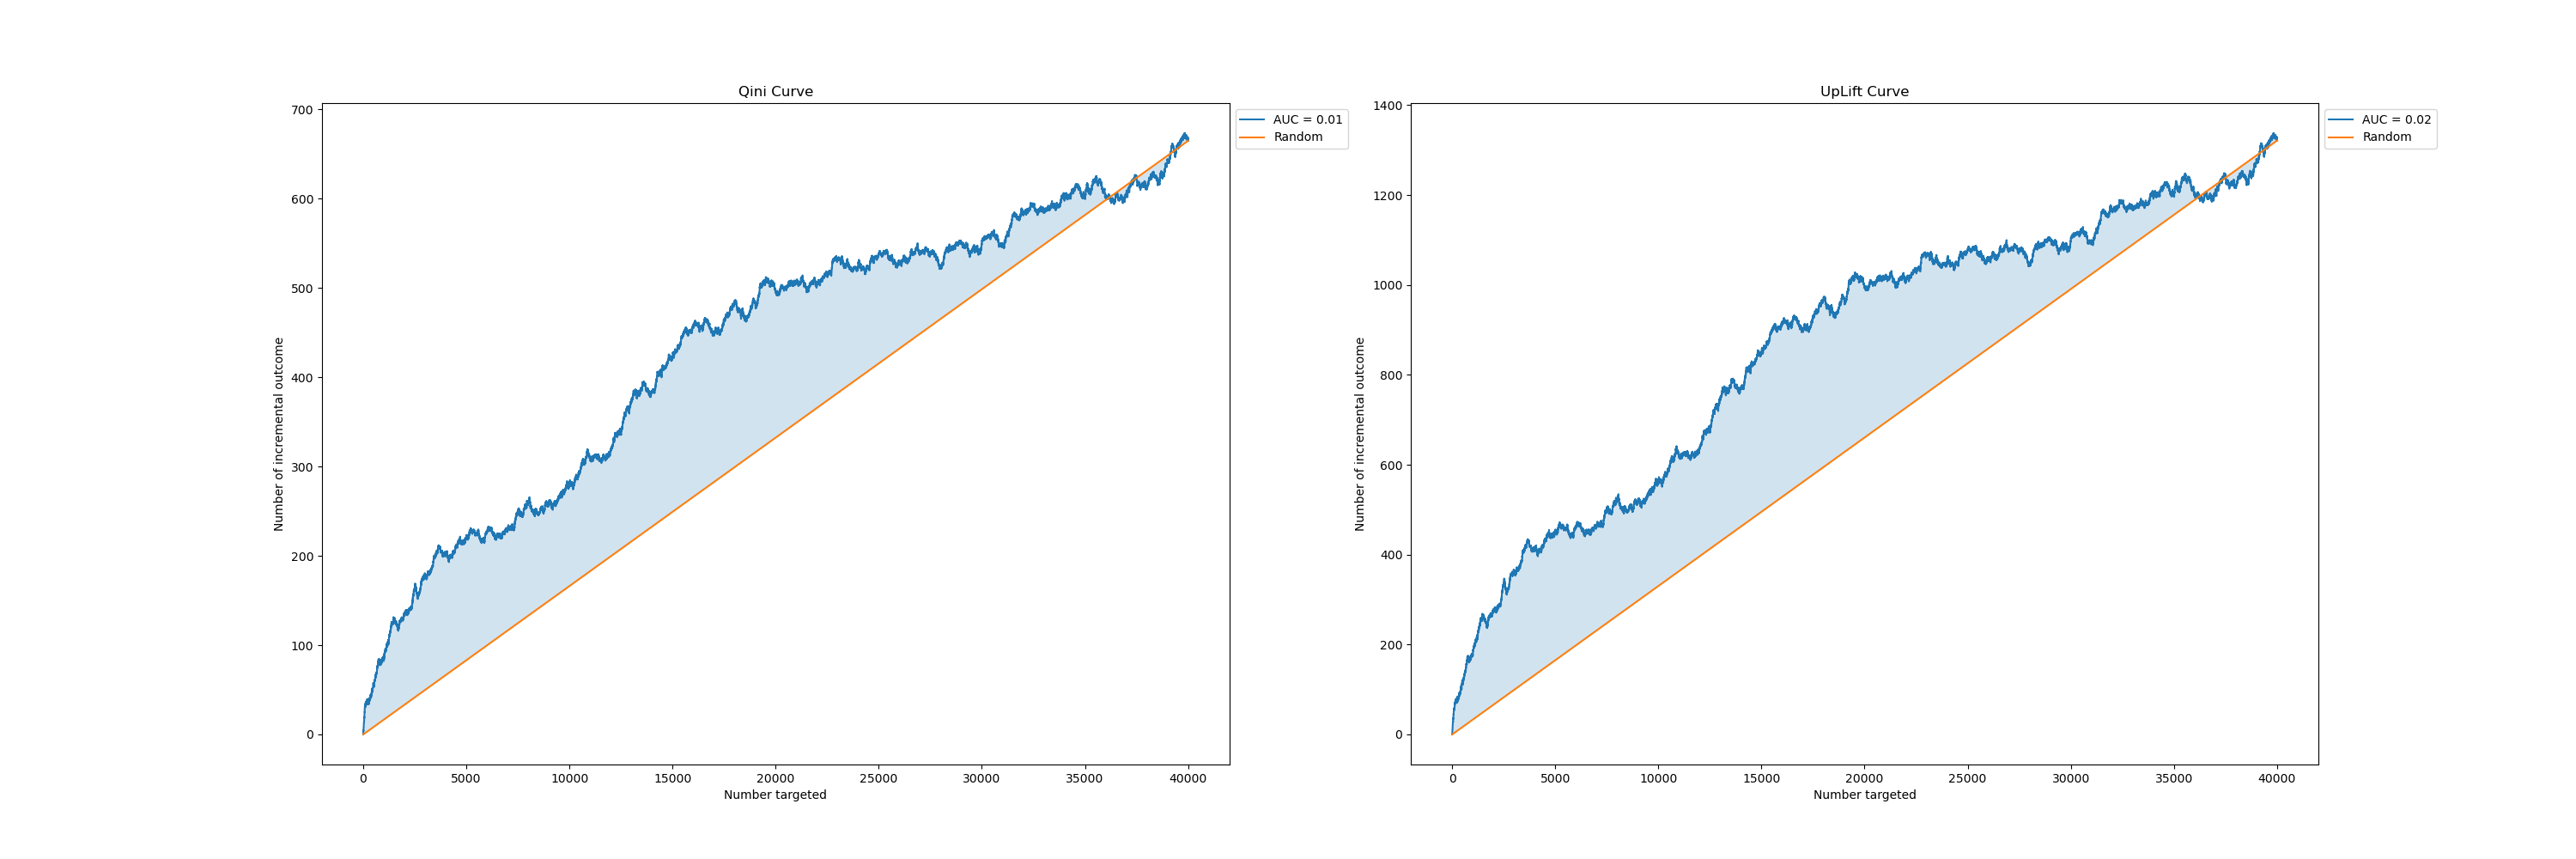 Qini Curve
700
600
500
400
300
200
100
0
Number of incremental outcome
0 5000 10000 15000 20000 25000 30000 35000 40000
Number targeted
AUC = 0.01
Random
UpLift Curve
1400
1200
1000
800
600
400
200
0
Number of incremental outcome
0 5000 10000 15000 20000 25000 30000 35000 40000
Number targeted
AUC = 0.02
Random